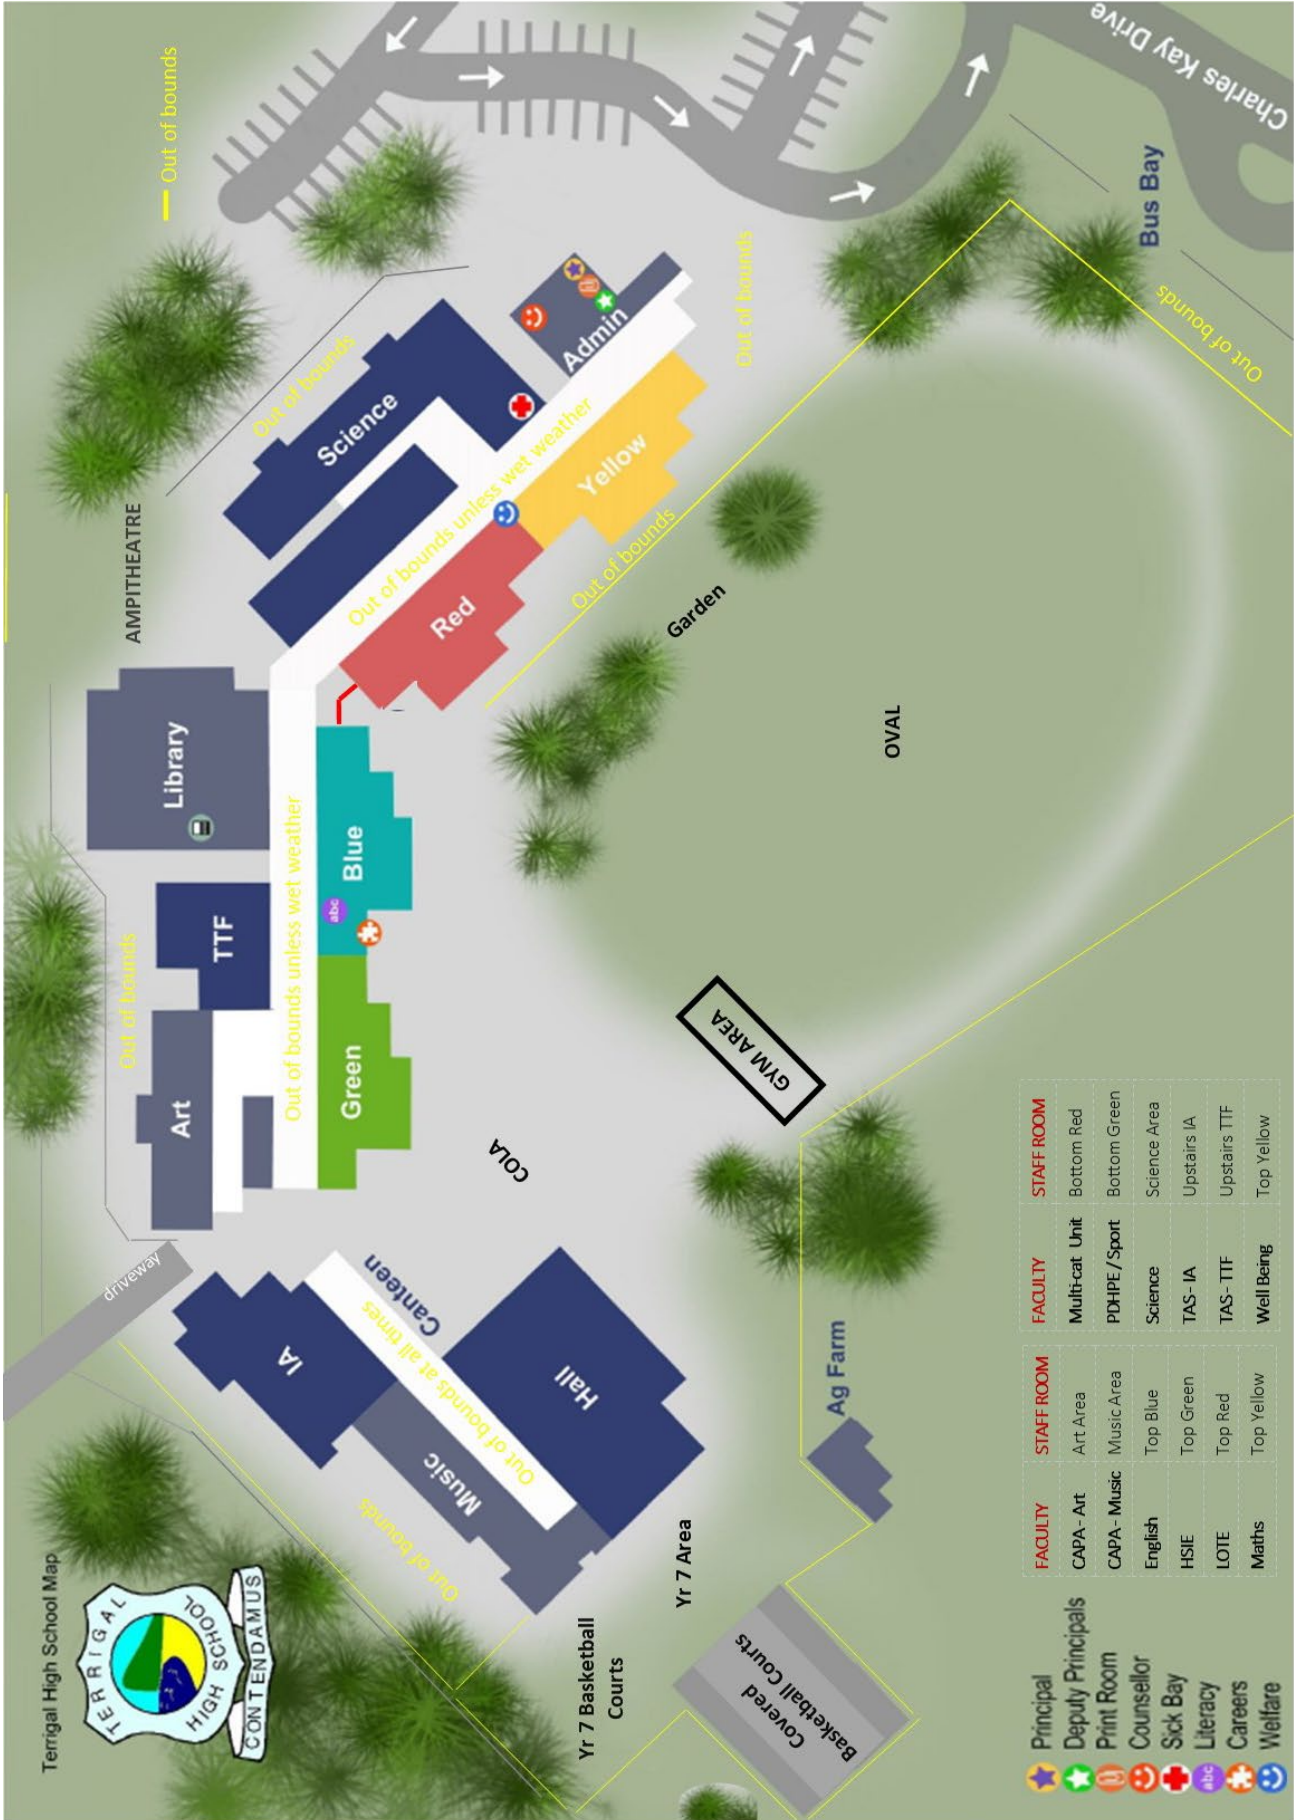 Terrigal High School Map
TERRIGAL
HIGH SCHOOL
CONTENDAMUS
Out of bounds
Charles Kay Drive
Bus Bay
Out of bounds
Out of bounds
Admin
Out of bounds
Science
Out of bounds unless wet weather
Yellow
Red
Out of bounds
Garden
AMPITHEATRE
Library
Blue
abc
OVAL
TTF
Out of bounds
Out of bounds unless wet weather
Art
Green
COLA
GYM AREA
driveway
IA
Canteen
Out of bounds at all times
Hall
Music
Out of bounds
Ag Farm
Yr 7 Area
Yr 7 Basketball
Courts
Covered
Basketball Courts
Principal
Deputy Principals
Print Room
Counsellor
Sick Bay
abc Literacy
Careers
Welfare
FACULTY STAFF ROOM FACULTY STAFF ROOM
CAPA - Art Art Area Multi-cat Unit Bottom Red
CAPA - Music Music Area PDHPE / Sport Bottom Green
English Top Blue Science Science Area
HSIE Top Green TAS - IA Upstairs IA
LOTE Top Red TAS - TTF Upstairs TTF
Maths Top Yellow Well Being Top Yellow